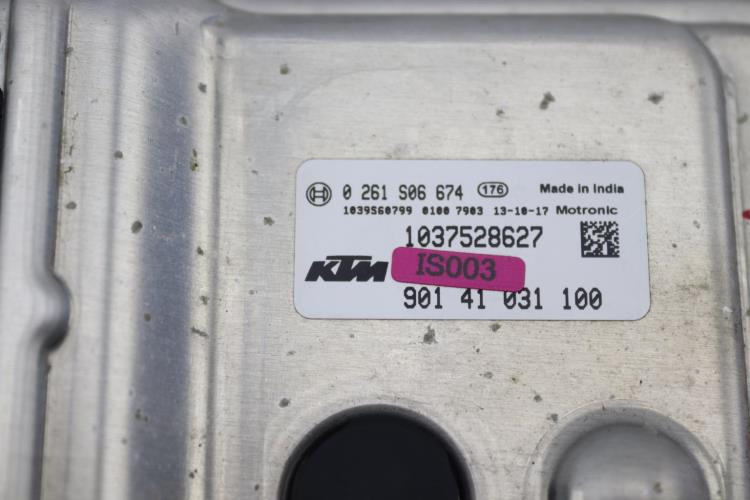 0 261 S06 674 176 Made in India
1039S60799 0100 7903 13-10-17 Motronic
1037528627
KTM IS003
901 41 031 100